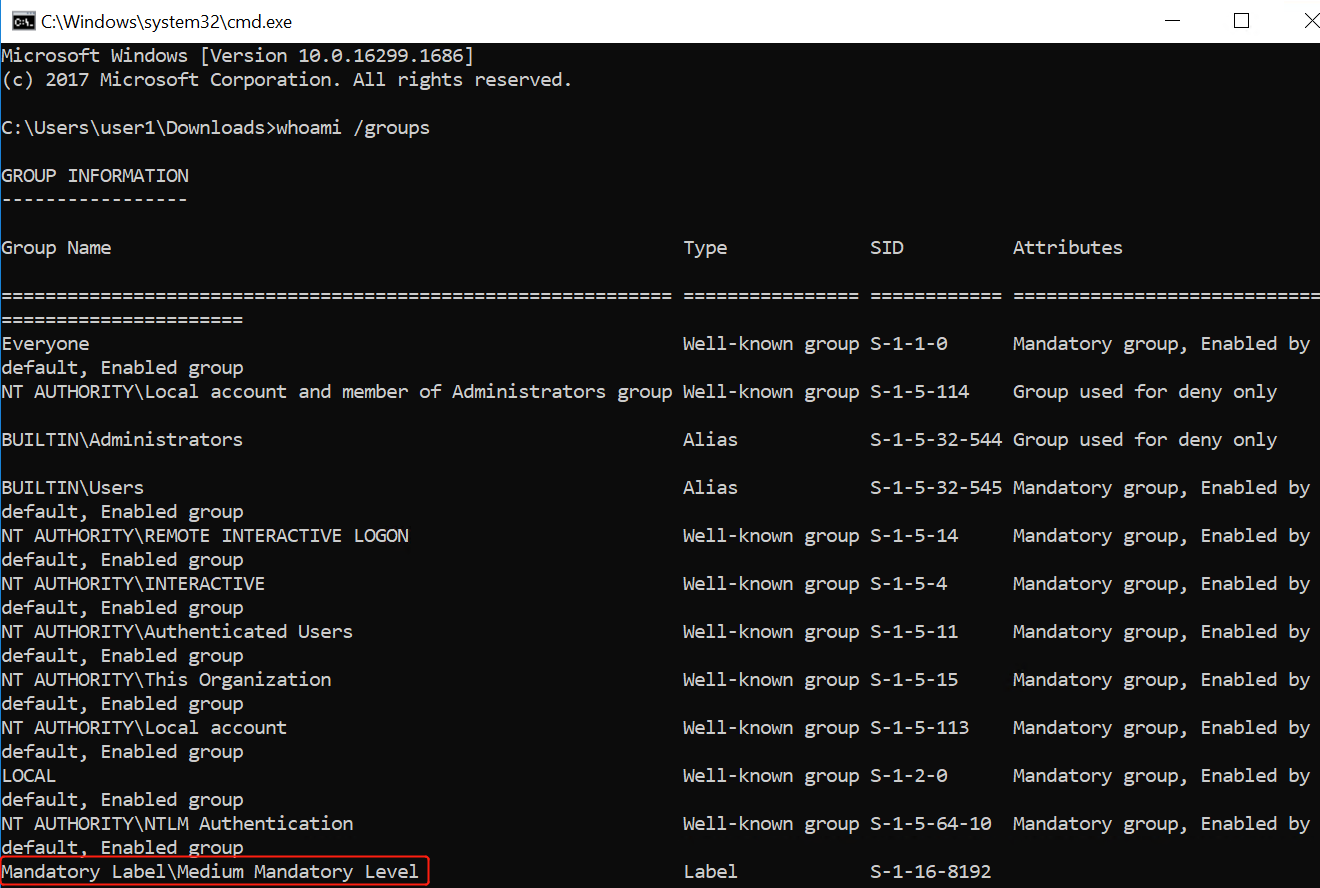 C:\Windows\system32\cmd.exe
Microsoft Windows [Version 10.0.16299.1686]
(c) 2017 Microsoft Corporation. All rights reserved.
C:\Users\user1\Downloads>whoami /groups
GROUP INFORMATION
-----------------
Group Name Type SID Attributes
============================================================= ================ ============ ============================
======================
Everyone Well-known group S-1-1-0 Mandatory group, Enabled by
default, Enabled group
NT AUTHORITY\Local account and member of Administrators group Well-known group S-1-5-114 Group used for deny only
BUILTIN\Administrators Alias S-1-5-32-544 Group used for deny only
BUILTIN\Users Alias S-1-5-32-545 Mandatory group, Enabled by
default, Enabled group
NT AUTHORITY\REMOTE INTERACTIVE LOGON Well-known group S-1-5-14 Mandatory group, Enabled by
default, Enabled group
NT AUTHORITY\INTERACTIVE Well-known group S-1-5-4 Mandatory group, Enabled by
default, Enabled group
NT AUTHORITY\Authenticated Users Well-known group S-1-5-11 Mandatory group, Enabled by
default, Enabled group
NT AUTHORITY\This Organization Well-known group S-1-5-15 Mandatory group, Enabled by
default, Enabled group
NT AUTHORITY\Local account Well-known group S-1-5-113 Mandatory group, Enabled by
default, Enabled group
LOCAL Well-known group S-1-2-0 Mandatory group, Enabled by
default, Enabled group
NT AUTHORITY\NTLM Authentication Well-known group S-1-5-64-10 Mandatory group, Enabled by
default, Enabled group
Mandatory Label\Medium Mandatory Level Label S-1-16-8192